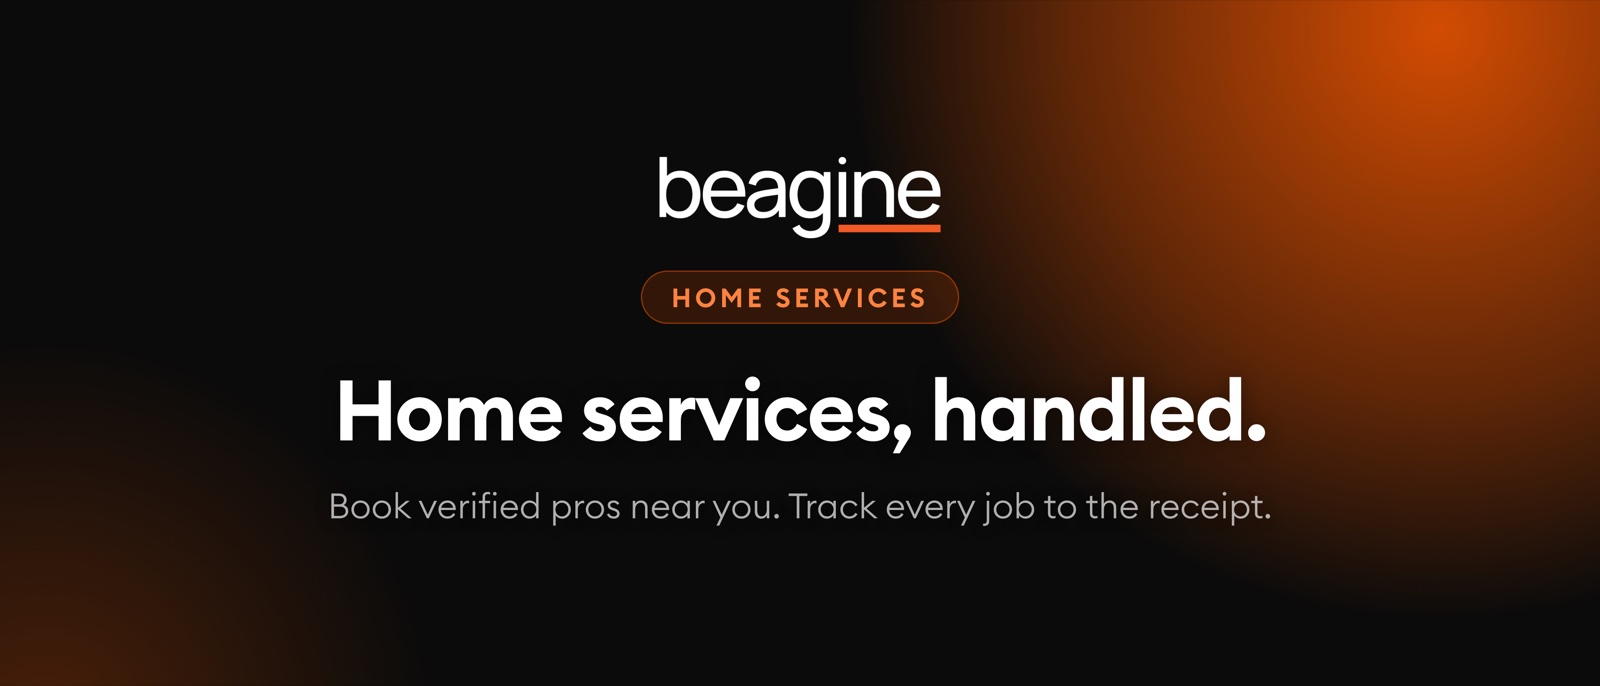 beagine
HOME SERVICES
Home services, handled.
Book verified pros near you. Track every job to the receipt.